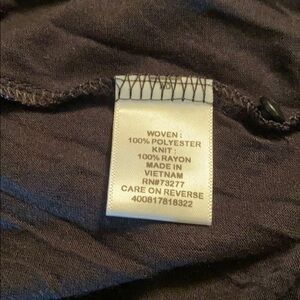 WOVEN :
100% POLYESTER
KNIT :
100% RAYON
MADE IN
VIETNAM
RN#73277
CARE ON REVERSE
400817818322